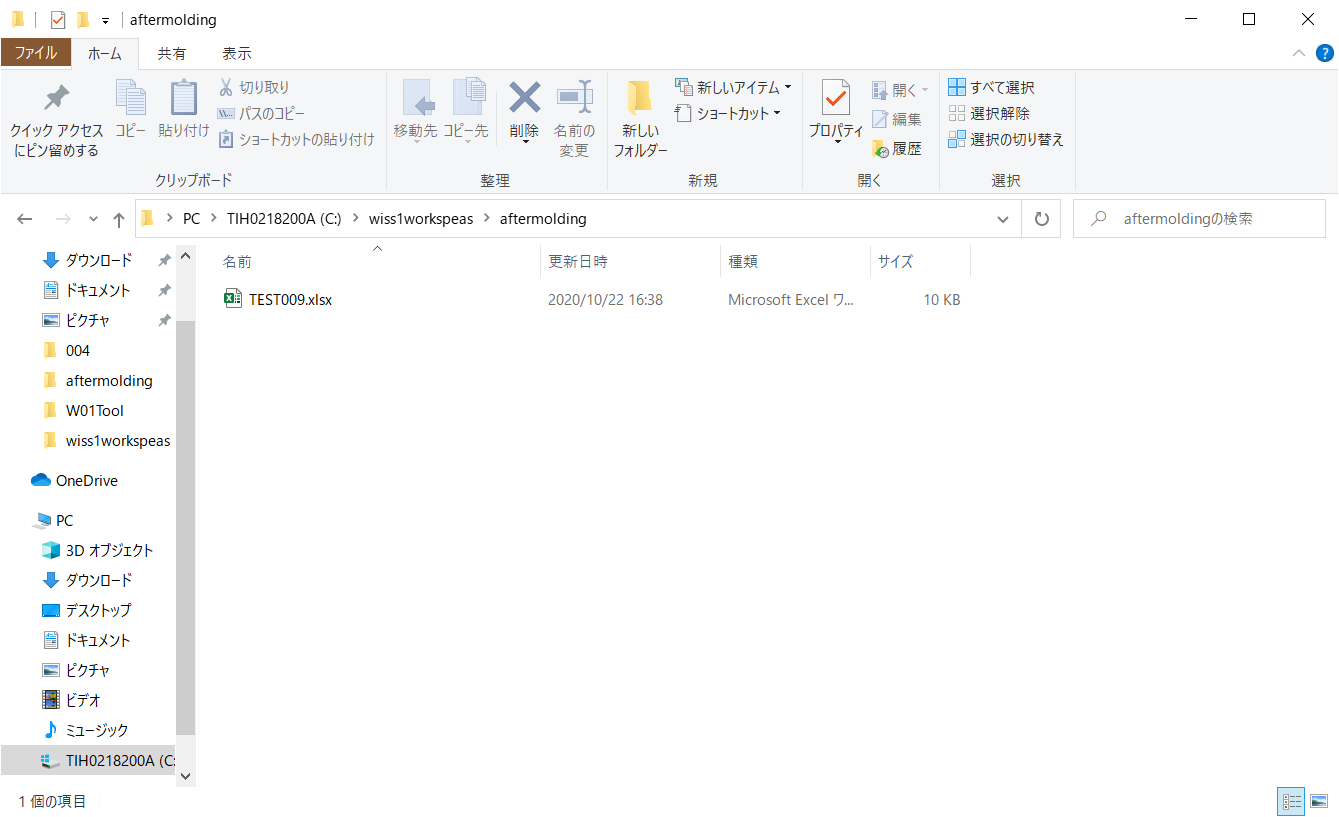 aftermolding
ファイル ホーム 共有 表示
クイック アクセス
にピン留めする
コピー
貼り付け
切り取り
パスのコピー
ショートカットの貼り付け
クリップボード
移動先
コピー先
削除
名前の
変更
整理
新しい
フォルダー
新しいアイテム
ショートカット
新規
プロパティ
開く
編集
履歴
開く
すべて選択
選択解除
選択の切り替え
選択
PC > TIH0218200A (C:) > wiss1workspeas > aftermolding
aftermoldingの検索
ダウンロード
ドキュメント
ピクチャ
004
aftermolding
W01Tool
wiss1workspeas
OneDrive
PC
3D オブジェクト
ダウンロード
デスクトップ
ドキュメント
ピクチャ
ビデオ
ミュージック
TIH0218200A (C:
名前 更新日時 種類 サイズ
TEST009.xlsx 2020/10/22 16:38 Microsoft Excel ワ... 10 KB
1 個の項目